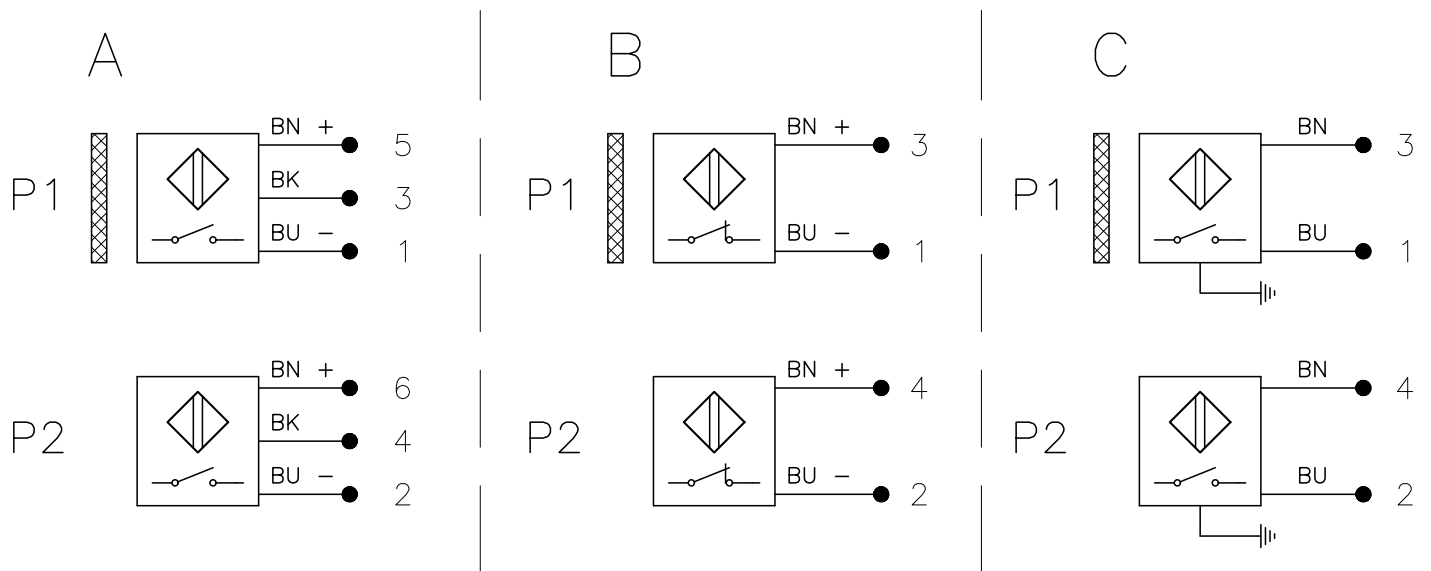 A B C
P1 BN + 5 P1 BN + 3 P1 BN 3
BK 3
BU - 1 BU - 1 BU 1
P2 BN + 6 P2 BN + 4 P2 BN 4
BK 4
BU - 2 BU - 2 BU 2